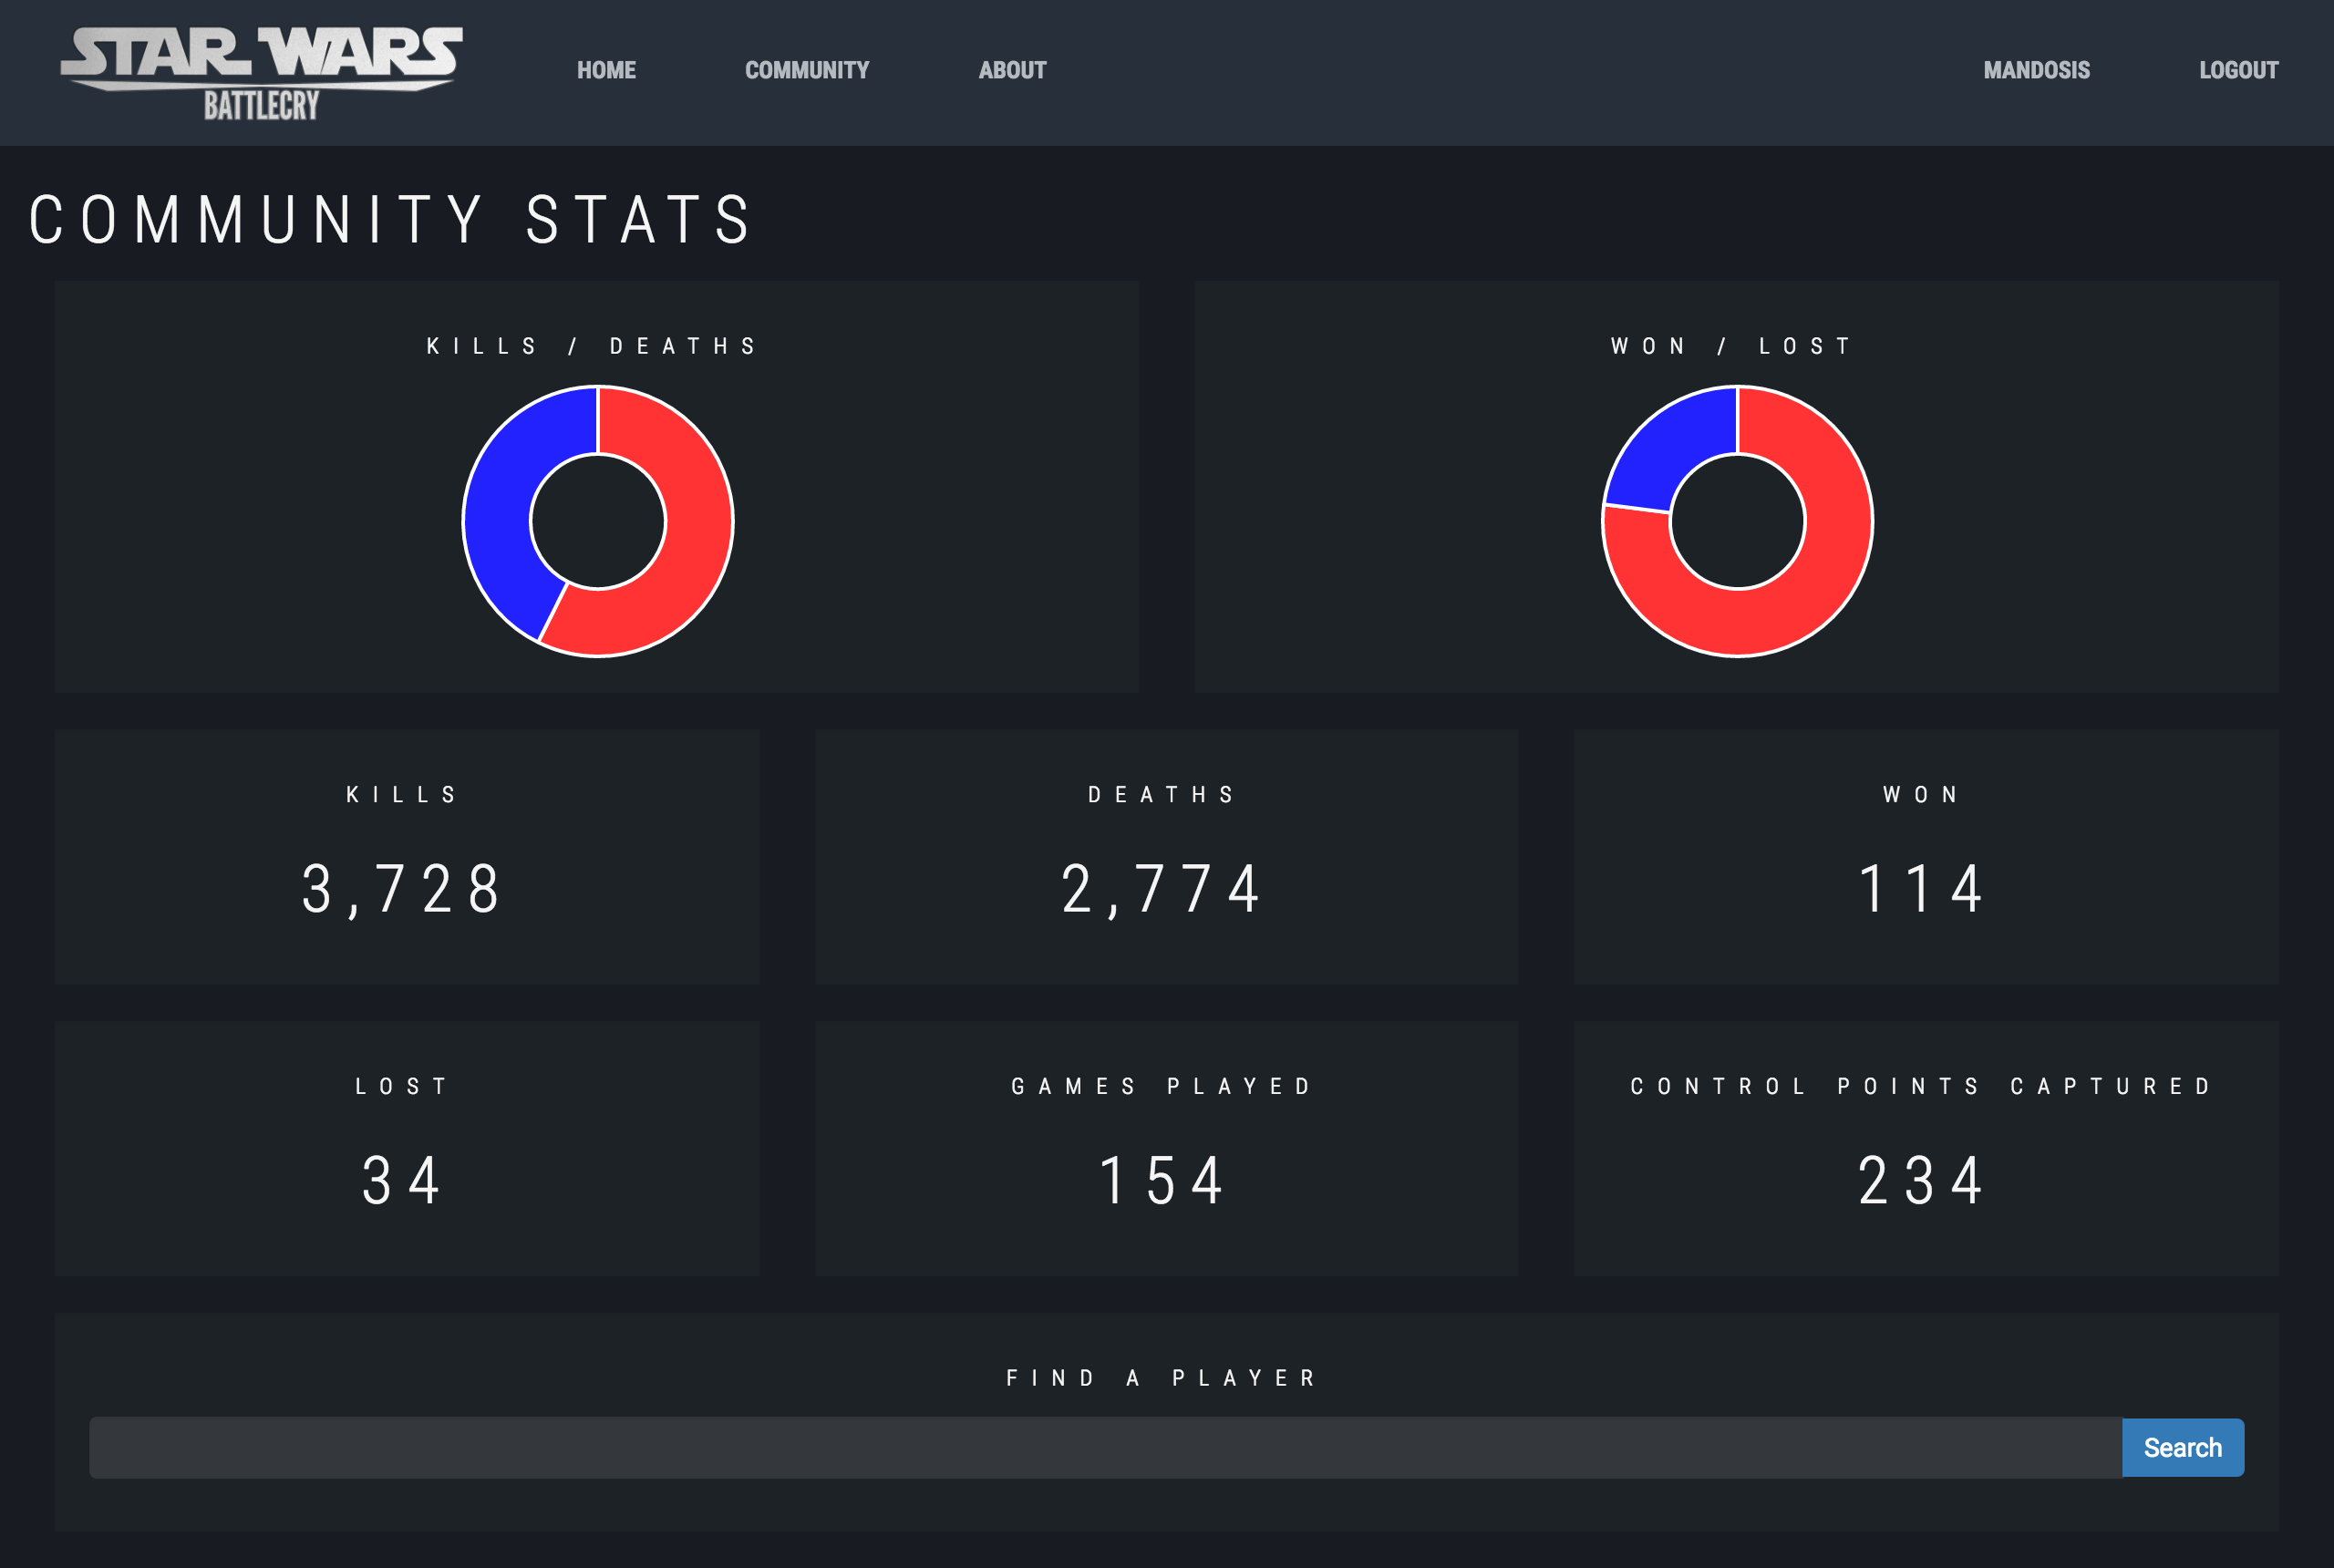 STAR WARS
BATTLECRY
HOME COMMUNITY ABOUT MANDOSIS LOGOUT
COMMUNITY STATS
KILLS / DEATHS
WON / LOST
KILLS
3,728
DEATHS
2,774
WON
114
LOST
34
GAMES PLAYED
154
CONTROL POINTS CAPTURED
234
FIND A PLAYER
Search